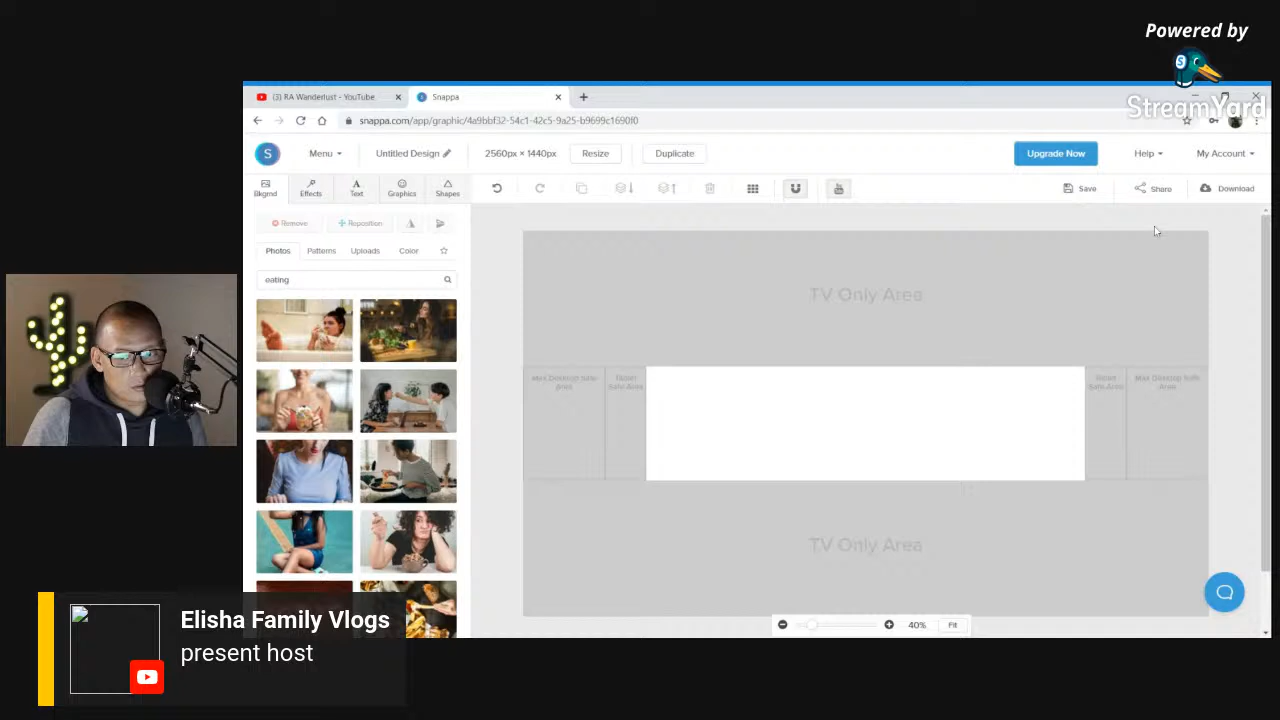 Powered by
StreamYard
(3) RA Wanderlust - YouTube
Snappa
snappa.com/app/graphic/4a9bbf32-54c1-42c5-9a25-b9699c1690f0
S
Menu
Untitled Design
2560px × 1440px
Resize
Duplicate
Upgrade Now
Help
My Account
Bkgrnd
Effects
Text
Graphics
Shapes
Save
Share
Download
Remove
Reposition
Photos
Patterns
Uploads
Color
eating
TV Only Area
Max Desktop Safe
Area
Tablet
Safe Area
Tablet
Safe Area
Max Desktop Safe
Area
TV Only Area
40%
Fit
Elisha Family Vlogs
present host